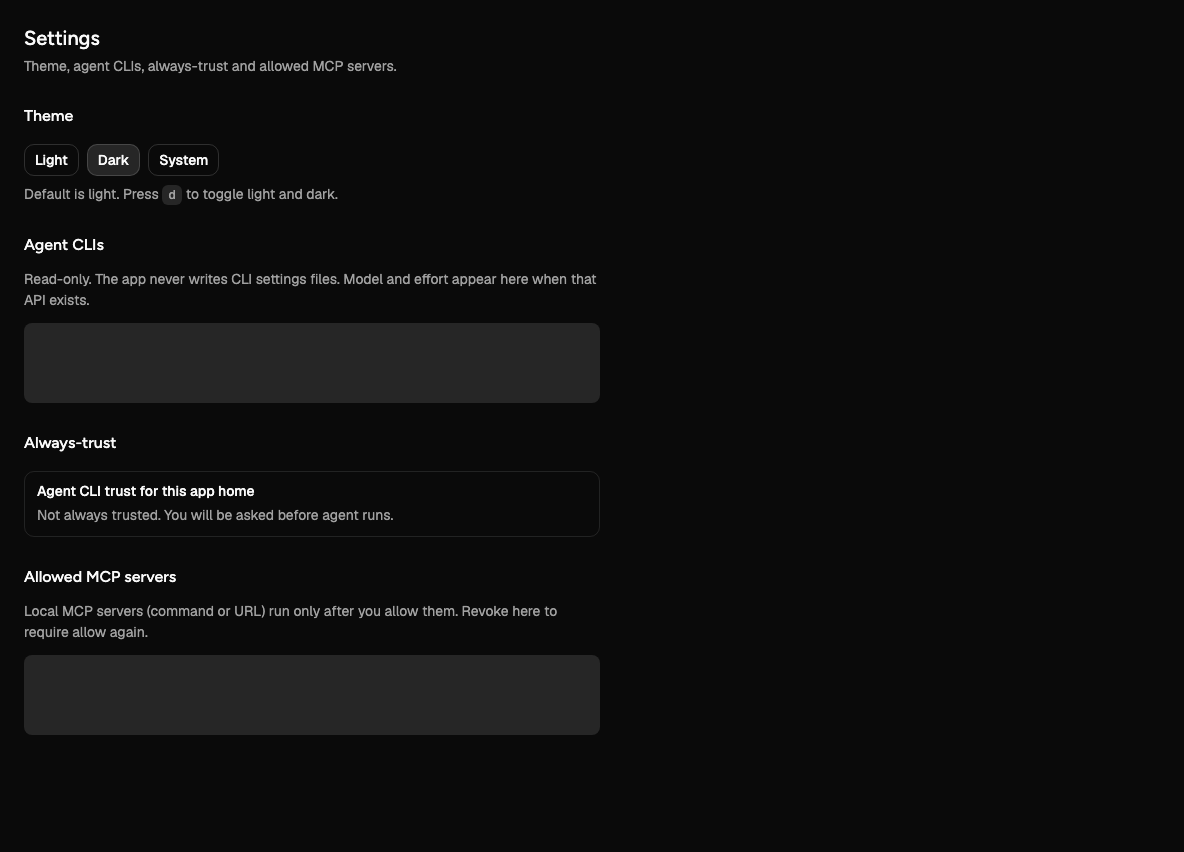 Settings
Theme, agent CLIs, always-trust and allowed MCP servers.
Theme
Light Dark System
Default is light. Press d to toggle light and dark.
Agent CLIs
Read-only. The app never writes CLI settings files. Model and effort appear here when that
API exists.
Always-trust
Agent CLI trust for this app home
Not always trusted. You will be asked before agent runs.
Allowed MCP servers
Local MCP servers (command or URL) run only after you allow them. Revoke here to
require allow again.